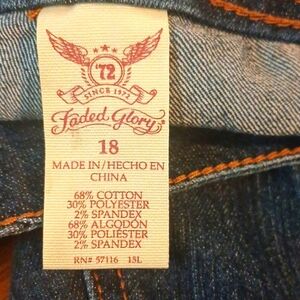 '72
SINCE 1972
Faded Glory
18
MADE IN/HECHO EN
CHINA
68% COTTON
30% POLYESTER
2% SPANDEX
68% ALGODÓN
30% POLIÉSTER
2% SPANDEX
RN# 57116 15L